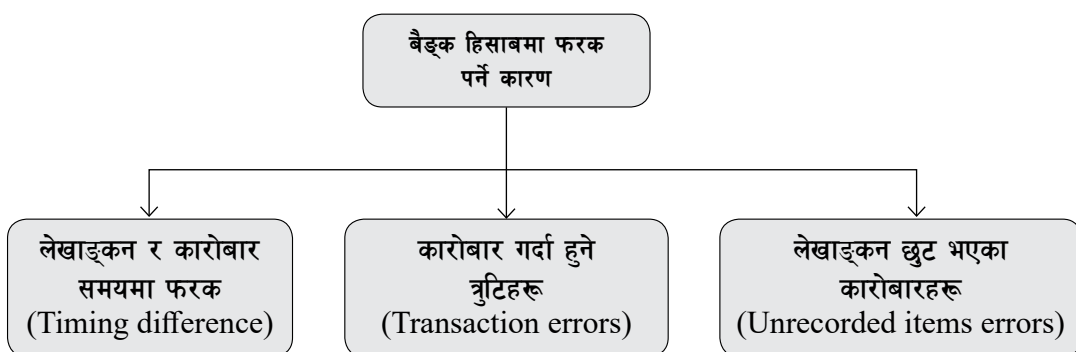 बैङ्क हिसाबमा फरक
पर्ने कारण
लेखाङ्कन र कारोबार
समयमा फरक
(Timing difference)
कारोबार गर्दा हुने
त्रुटिहरू
(Transaction errors)
लेखाङ्कन छुट भएका
कारोबारहरू
(Unrecorded items errors)